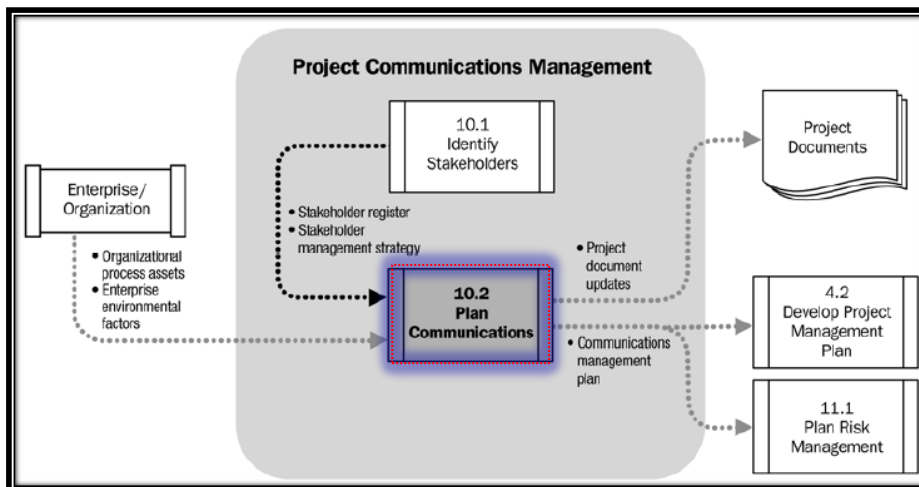 Project Communications Management
10.1
Identify
Stakeholders
Project
Documents
Enterprise/
Organization
• Stakeholder register
• Stakeholder
management strategy
• Organizational
process assets
• Enterprise
environmental
factors
• Project
document
updates
10.2
Plan
Communications
4.2
Develop Project
Management
Plan
• Communications
management
plan
11.1
Plan Risk
Management